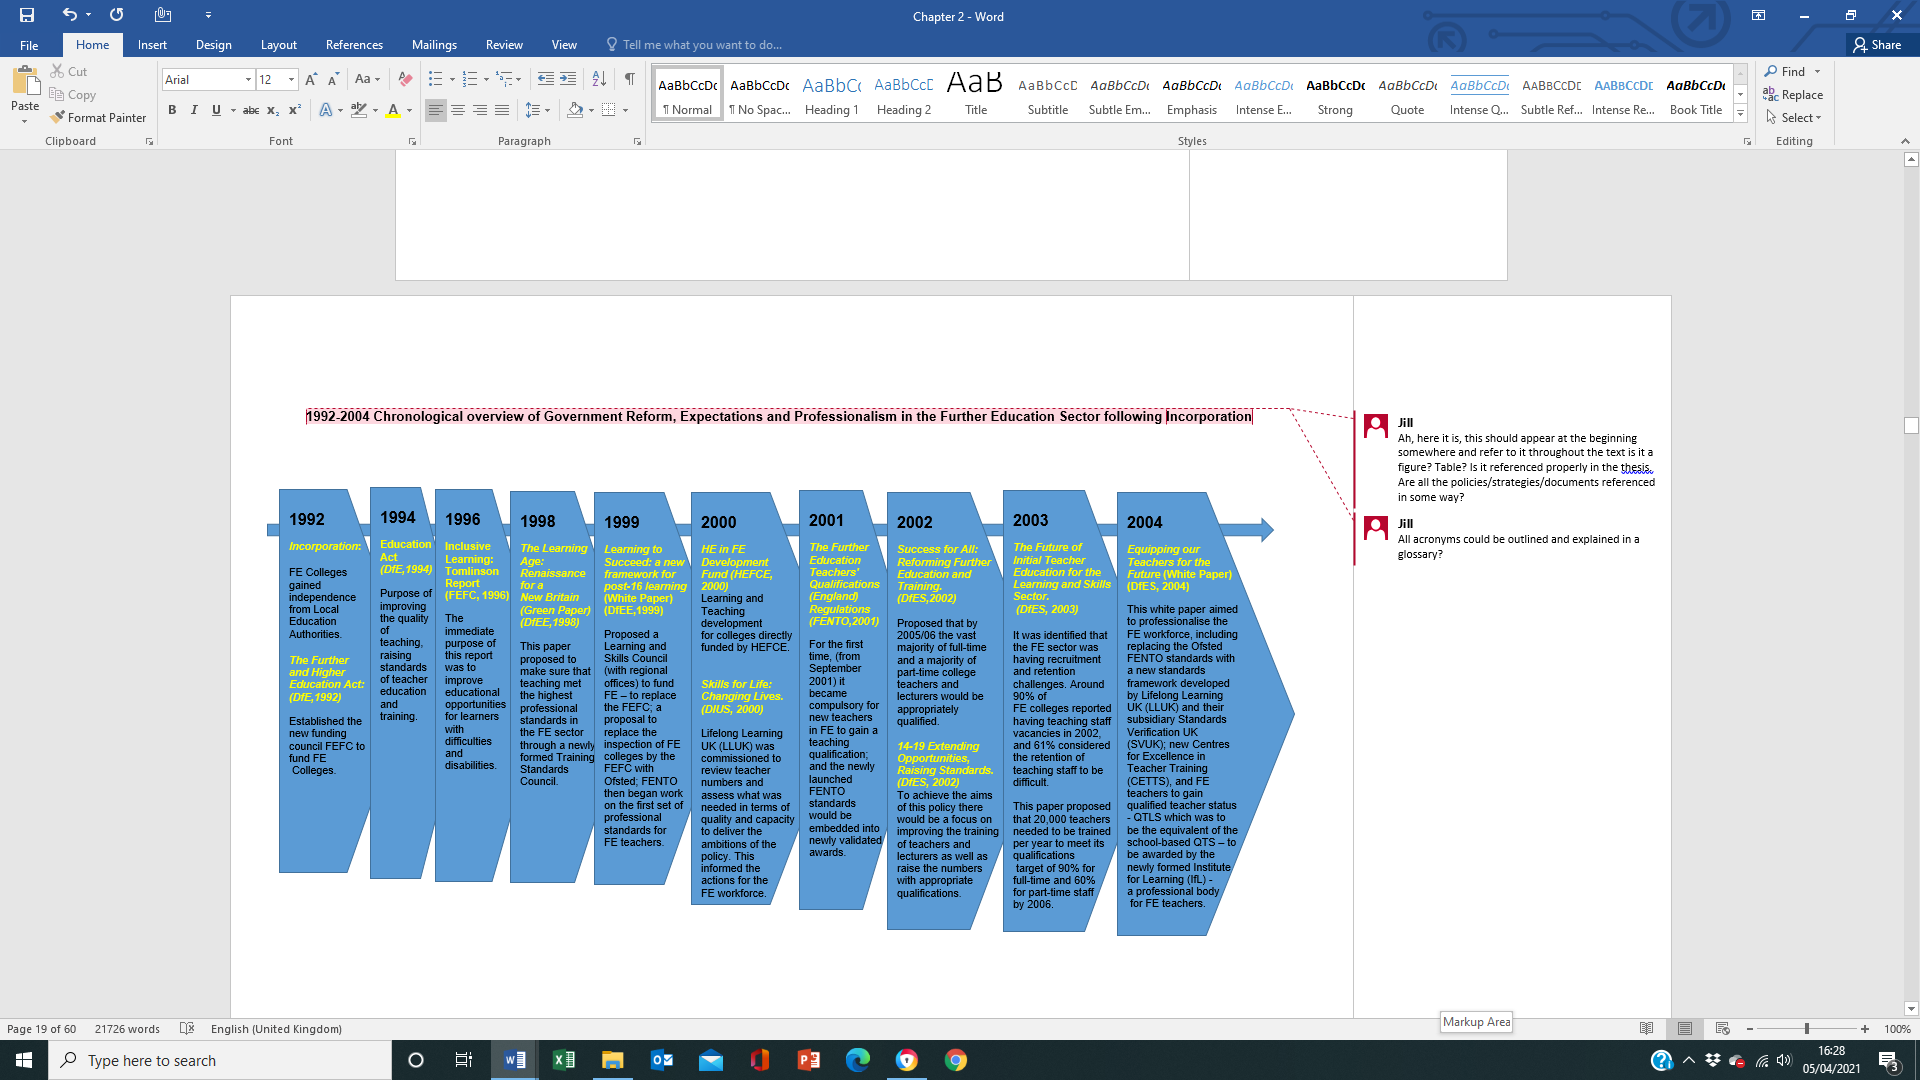 Chapter 2 - Word
File Home Insert Design Layout References Mailings Review View Tell me what you want to do... Share
Paste
Cut
Copy
Format Painter
Clipboard
Arial 12
Font
Paragraph
AaBbCcDc AaBbCcDc AaBbCc AaBbCcD AaB AaBbCcD AaBbCcDc AaBbCcDc AaBbCcDc AaBbCcDc AaBbCcDc AaBbCcDc AaBbCcDc AaBbCcDc AaBbCcDc
¶ Normal ¶ No Spac... Heading 1 Heading 2 Title Subtitle Subtle Em... Emphasis Intense E... Strong Quote Intense Q... Subtle Ref... Intense Re... Book Title
Styles
Find
Replace
Select
Editing
1992-2004 Chronological overview of Government Reform, Expectations and Professionalism in the Further Education Sector following Incorporation
1992
Incorporation:
FE Colleges
gained
independence
from Local
Education
Authorities.
The Further
and Higher
Education Act:
(DfE,1992)
Established the
new funding
council FEFC to
fund FE
Colleges.
1994
Education
Act
(DfE,1994)
Purpose of
improving
the quality
of
teaching,
raising
standards
of teacher
education
and
training.
1996
Inclusive
Learning:
Tomlinson
Report
(FEFC, 1996)
The
immediate
purpose of
this report
was to
improve
educational
opportunities
for learners
with
difficulties
and
disabilities.
1998
The Learning
Age:
Renaissance
for a
New Britain
(Green Paper)
(DfEE,1998)
This paper
proposed to
make sure that
teaching met
the highest
professional
standards in
the FE sector
through a newly
formed Training
Standards
Council.
1999
Learning to
Succeed: a new
framework for
post-16 learning
(White Paper)
(DfEE,1999)
Proposed a
Learning and
Skills Council
(with regional
offices) to fund
FE – to replace
the FEFC; a
proposal to
replace the
inspection of FE
colleges by the
FEFC with
Ofsted; FENTO
then began work
on the first set of
professional
standards for
FE teachers.
2000
HE in FE
Development
Fund (HEFCE,
2000)
Learning and
Teaching
development
for colleges directly
funded by HEFCE.
Skills for Life:
Changing Lives.
(DIUS, 2000)
Lifelong Learning
UK (LLUK) was
commissioned to
review teacher
numbers and
assess what was
needed in terms of
quality and capacity
to deliver the
ambitions of the
policy. This
informed the
actions for the
FE workforce.
2001
The Further
Education
Teachers'
Qualifications
(England)
Regulations
(FENTO,2001)
For the first
time, (from
September
2001) it
became
compulsory for
new teachers
in FE to gain a
teaching
qualification;
and the newly
launched
FENTO
standards
would be
embedded into
newly validated
awards.
2002
Success for All:
Reforming Further
Education and
Training.
(DfES,2002)
Proposed that by
2005/06 the vast
majority of full-time
and a majority of
part-time college
teachers and
lecturers would be
appropriately
qualified.
14-19 Extending
Opportunities,
Raising Standards.
(DfES, 2002)
To achieve the aims
of this policy there
would be a focus on
improving the training
of teachers and
lecturers as well as
raise the numbers
with appropriate
qualifications.
2003
The Future of
Initial Teacher
Education for the
Learning and Skills
Sector.
(DfES, 2003)
It was identified that
the FE sector was
having recruitment
and retention
challenges. Around
90% of
FE colleges reported
having teaching staff
vacancies in 2002,
and 61% considered
the retention of
teaching staff to be
difficult.
This paper proposed
that 20,000 teachers
needed to be trained
per year to meet its
qualifications
target of 90% for
full-time and 60%
for part-time staff
by 2006.
2004
Equipping our
Teachers for the
Future (White Paper)
(DfES, 2004)
This white paper aimed
to professionalise the
FE workforce, including
replacing the Ofsted
FENTO standards with
a new standards
framework developed
by Lifelong Learning
UK (LLUK) and their
subsidiary Standards
Verification UK
(SVUK); new Centres
for Excellence in
Teacher Training
(CETTS), and FE
teachers to gain
qualified teacher status
- QTLS which was to
be the equivalent of the
school-based QTS – to
be awarded by the
newly formed Institute
for Learning (IfL) -
a professional body
for FE teachers.
Jill
Ah, here it is, this should appear at the beginning
somewhere and refer to it throughout the text is it a
figure? Table? Is it referenced properly in the thesis.
Are all the policies/strategies/documents referenced
in some way?
Jill
All acronyms could be outlined and explained in a
glossary?
Markup Area
Page 19 of 60 21726 words English (United Kingdom) 100%
Type here to search
16:28
05/04/2021
3